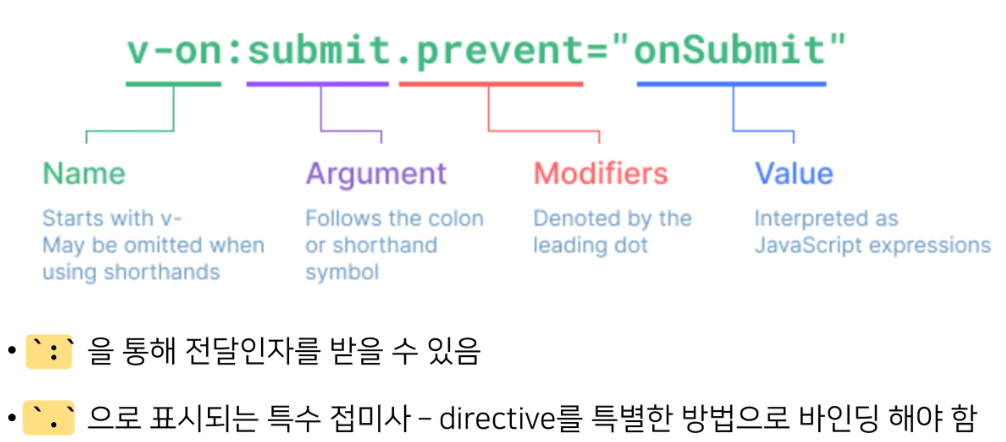 v-on:submit.prevent="onSubmit"
Name
Starts with v-
May be omitted when
using shorthands
Argument
Follows the colon
or shorthand
symbol
Modifiers
Denoted by the
leading dot
Value
Interpreted as
JavaScript expressions
• `:` 을 통해 전달인자를 받을 수 있음
• `.` 으로 표시되는 특수 접미사 – directive를 특별한 방법으로 바인딩 해야 함